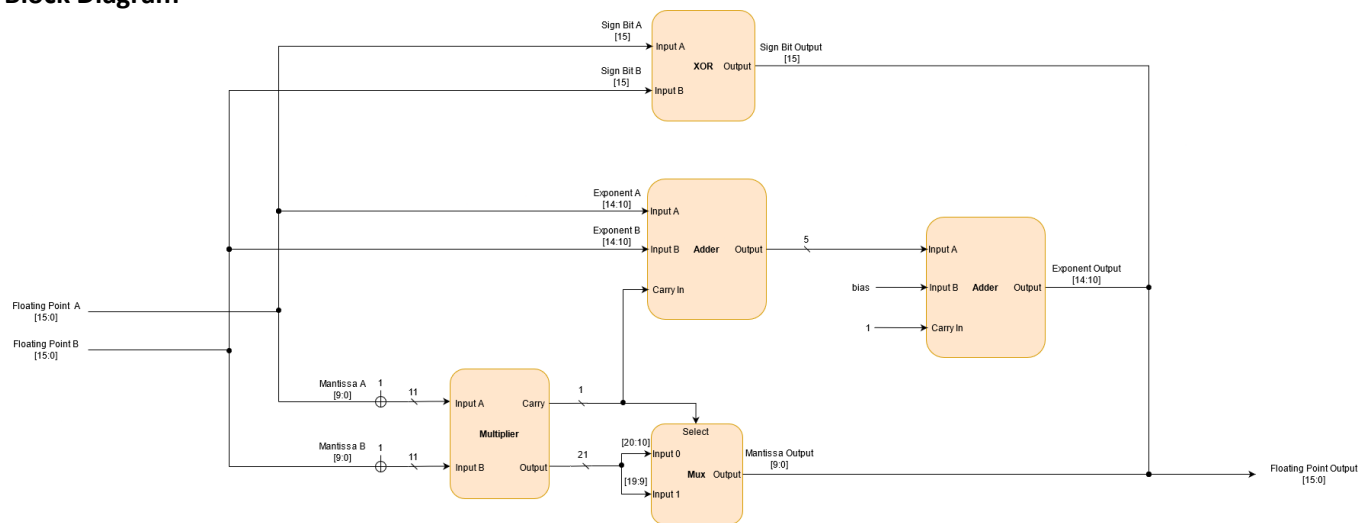 Block Diagram
Sign Bit A
[15]
Input A
Sign Bit B
[15]
Input B
XOR
Output
Sign Bit Output
[15]
Exponent A
[14:10]
Input A
Exponent B
[14:10]
Input B
Adder
Output
Carry In
5
Input A
bias
Input B
Adder
Output
1
Carry In
Exponent Output
[14:10]
Floating Point A
[15:0]
Floating Point B
[15:0]
Mantissa A
[9:0]
1
11
Input A
Carry
1
Multiplier
Mantissa B
[9:0]
1
11
Input B
Output
21
Select
[20:10]
Input 0
Mux
Output
[19:9]
Input 1
Mantissa Output
[9:0]
Floating Point Output
[15:0]